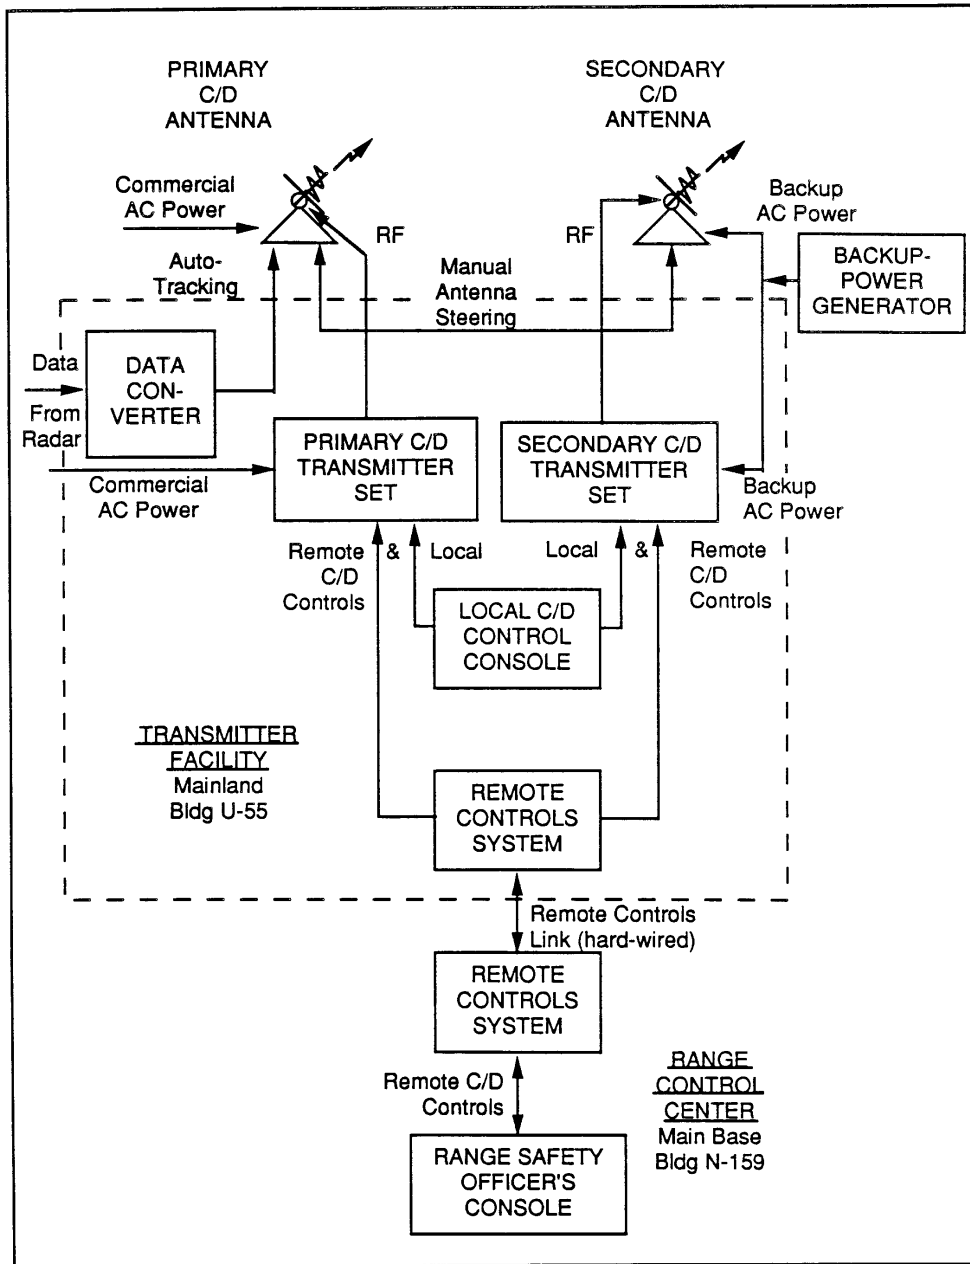 PRIMARY
C/D
ANTENNA
SECONDARY
C/D
ANTENNA
Commercial
AC Power
RF
RF
Backup
AC Power
Auto-
Tracking
Manual
Antenna
Steering
BACKUP-
POWER
GENERATOR
Data
From
Radar
DATA
CON-
VERTER
PRIMARY C/D
TRANSMITTER
SET
SECONDARY C/D
TRANSMITTER
SET
Commercial
AC Power
Backup
AC Power
Remote & Local
C/D
Controls
Local & Remote
C/D
Controls
LOCAL C/D
CONTROL
CONSOLE
TRANSMITTER
FACILITY
Mainland
Bldg U-55
REMOTE
CONTROLS
SYSTEM
Remote Controls
Link (hard-wired)
REMOTE
CONTROLS
SYSTEM
Remote C/D
Controls
RANGE
CONTROL
CENTER
Main Base
Bldg N-159
RANGE SAFETY
OFFICER'S
CONSOLE